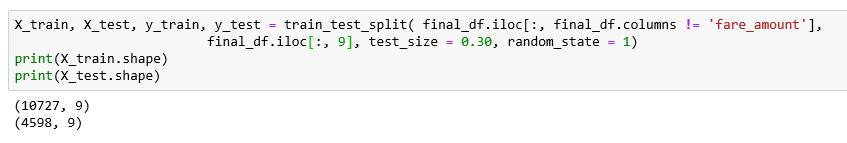 X_train, X_test, y_train, y_test = train_test_split( final_df.iloc[:, final_df.columns != 'fare_amount'],
final_df.iloc[:, 9], test_size = 0.30, random_state = 1)
print(X_train.shape)
print(X_test.shape)
(10727, 9)
(4598, 9)